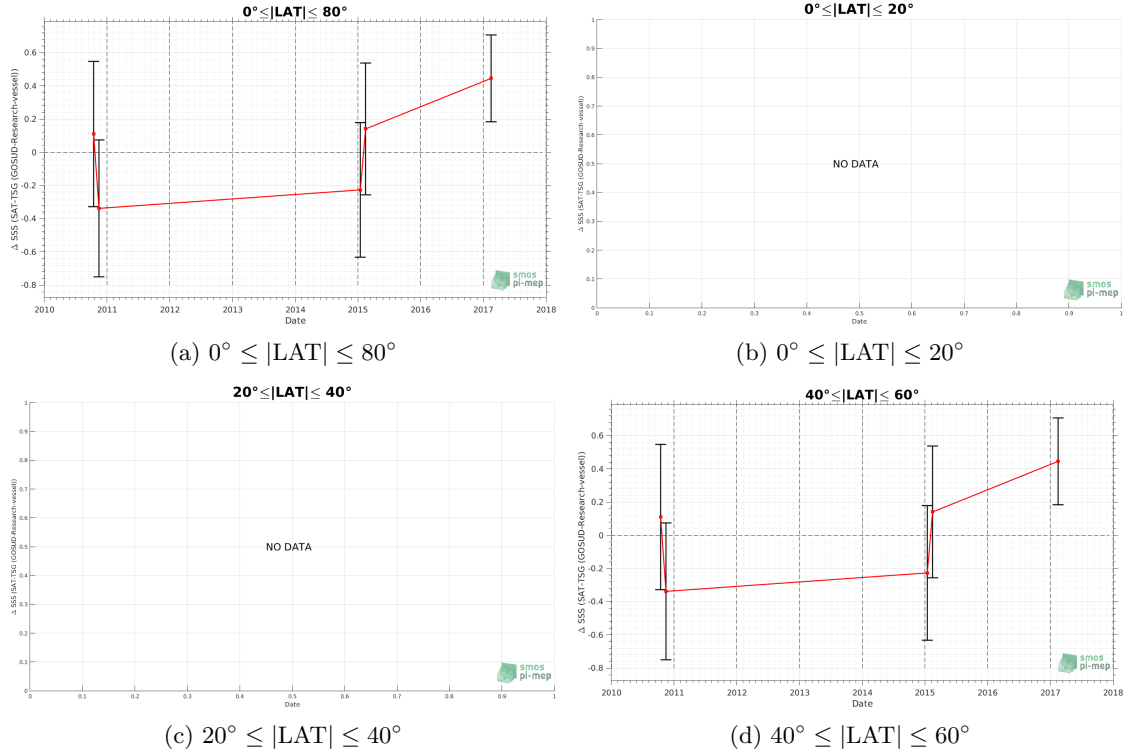 0°≤|LAT|≤ 80°
Δ SSS (SAT-TSG (GOSUD-Research-vessel))
0.6
0.4
0.2
0
-0.2
-0.4
-0.6
-0.8
2010 2011 2012 2013 2014 2015 2016 2017 2018
Date
smos
pi-mep
(a) 0° ≤ |LAT| ≤ 80°
0°≤|LAT|≤ 20°
Δ SSS (SAT-TSG (GOSUD-Research-vessel))
1
0.9
0.8
0.7
0.6
0.5
0.4
0.3
0.2
0.1
0
NO DATA
0 0.1 0.2 0.3 0.4 0.5 0.6 0.7 0.8 0.9 1
Date
smos
pi-mep
(b) 0° ≤ |LAT| ≤ 20°
20°≤|LAT|≤ 40°
Δ SSS (SAT-TSG (GOSUD-Research-vessel))
1
0.9
0.8
0.7
0.6
0.5
0.4
0.3
0.2
0.1
0
NO DATA
0 0.1 0.2 0.3 0.4 0.5 0.6 0.7 0.8 0.9 1
Date
smos
pi-mep
(c) 20° ≤ |LAT| ≤ 40°
40°≤|LAT|≤ 60°
Δ SSS (SAT-TSG (GOSUD-Research-vessel))
0.6
0.4
0.2
0
-0.2
-0.4
-0.6
-0.8
2010 2011 2012 2013 2014 2015 2016 2017 2018
Date
smos
pi-mep
(d) 40° ≤ |LAT| ≤ 60°